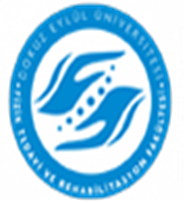 DOKUZ EYLÜL ÜNİVERSİTESİ
FİZİK TEDAVİ VE REHABİLİTASYON FAKÜLTESİ